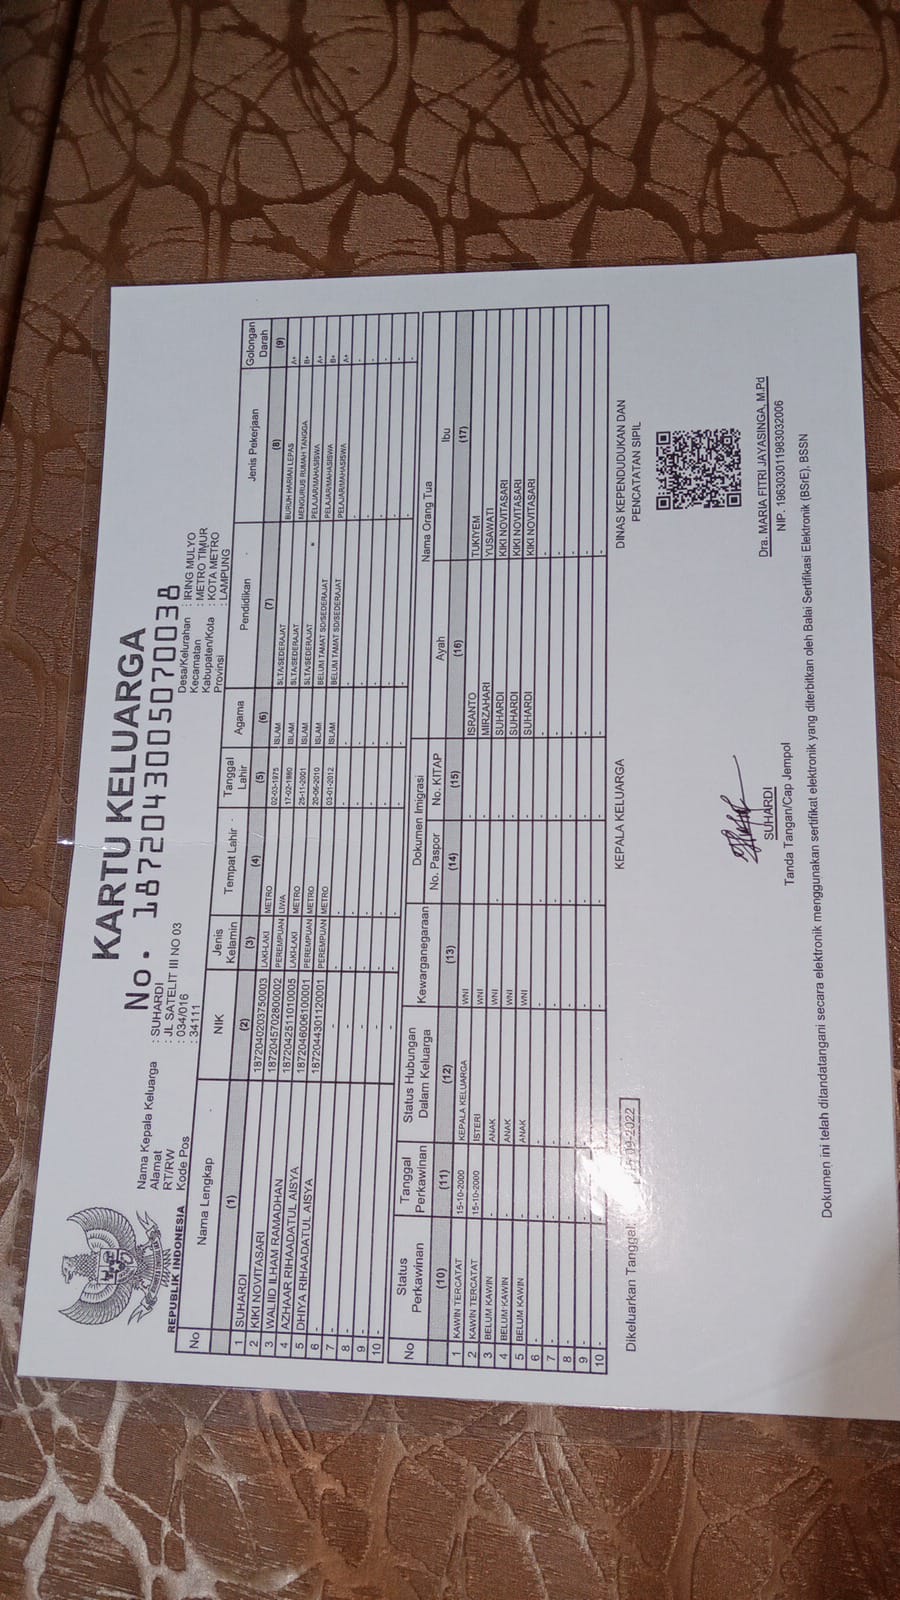 KARTU KELUARGA
No. 1872043005070038
REPUBLIK INDONESIA
Nama Kepala Keluarga : SUHARDI
Alamat : JL SATELIT III NO 03
RT/RW : 034/016
Kode Pos : 34111
Desa/Kelurahan : IRING MULYO
Kecamatan : METRO TIMUR
Kabupaten/Kota : KOTA METRO
Provinsi : LAMPUNG
No Nama Lengkap NIK Jenis Kelamin Tempat Lahir Tanggal Lahir Agama Pendidikan Jenis Pekerjaan Golongan Darah
(1) (2) (3) (4) (5) (6) (7) (8) (9)
1 SUHARDI 1872040203750003 LAKI-LAKI METRO 02-03-1975 ISLAM SLTA/SEDERAJAT BURUH HARIAN LEPAS A+
2 KIKI NOVITASARI 1872045702800002 PEREMPUAN LIWA 17-02-1980 ISLAM SLTA/SEDERAJAT MENGURUS RUMAH TANGGA B+
3 WALIID ILHAM RAMADHAN 1872042511010005 LAKI-LAKI METRO 25-11-2001 ISLAM SLTA/SEDERAJAT PELAJAR/MAHASISWA A+
4 AZHAAR RIHAADATUL AISYA 1872046006100001 PEREMPUAN METRO 20-06-2010 ISLAM BELUM TAMAT SD/SEDERAJAT PELAJAR/MAHASISWA B+
5 DHIYA RIHAADATUL AISYA 1872044301120001 PEREMPUAN METRO 03-01-2012 ISLAM BELUM TAMAT SD/SEDERAJAT PELAJAR/MAHASISWA A+
6 - - - - - - - - -
7 - - - - - - - - -
8 - - - - - - - - -
9 - - - - - - - - -
10 - - - - - - - - -
No Status Perkawinan Tanggal Perkawinan Status Hubungan Dalam Keluarga Kewarganegaraan Dokumen Imigrasi Nama Orang Tua
No. Paspor No. KITAP Ayah Ibu
(10) (11) (12) (13) (14) (15) (16) (17)
1 KAWIN TERCATAT 15-10-2000 KEPALA KELUARGA WNI - - ISRANTO TUKIYEM
2 KAWIN TERCATAT 15-10-2000 ISTERI WNI - - MIRZAHARI YUSAWATI
3 BELUM KAWIN - ANAK WNI - - SUHARDI KIKI NOVITASARI
4 BELUM KAWIN - ANAK WNI - - SUHARDI KIKI NOVITASARI
5 BELUM KAWIN - ANAK WNI - - SUHARDI KIKI NOVITASARI
6 - - - - - - - -
7 - - - - - - - -
8 - - - - - - - -
9 - - - - - - - -
10 - - - - - - - -
Dikeluarkan Tanggal: 09-2022
KEPALA KELUARGA
SUHARDI
Tanda Tangan/Cap Jempol
DINAS KEPENDUDUKAN DAN
PENCATATAN SIPIL
Dra. MARIA FITRI JAYASINGA, M.Pd
NIP. 196303011983032006
Dokumen ini telah ditandatangani secara elektronik menggunakan sertifikat elektronik yang diterbitkan oleh Balai Sertifikasi Elektronik (BSrE), BSSN